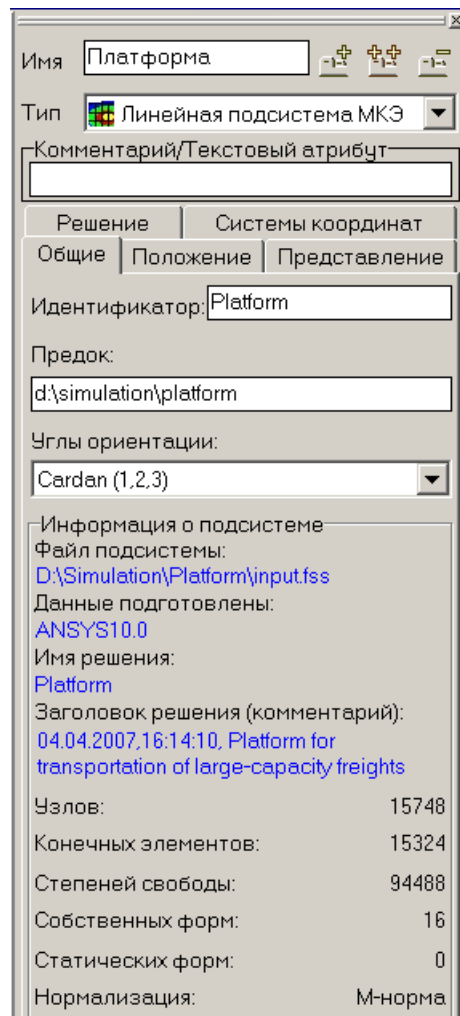 Имя Платформа
Тип Линейная подсистема МКЭ
Комментарий/Текстовый атрибут
Решение Системы координат
Общие Положение Представление
Идентификатор: Platform
Предок:
d:\simulation\platform
Углы ориентации:
Cardan (1,2,3)
Информация о подсистеме
Файл подсистемы:
D:\Simulation\Platform\input.fss
Данные подготовлены:
ANSYS10.0
Имя решения:
Platform
Заголовок решения (комментарий):
04.04.2007,16:14:10, Platform for
transportation of large-capacity freights
Узлов: 15748
Конечных элементов: 15324
Степеней свободы: 94488
Собственных форм: 16
Статических форм: 0
Нормализация: М-норма